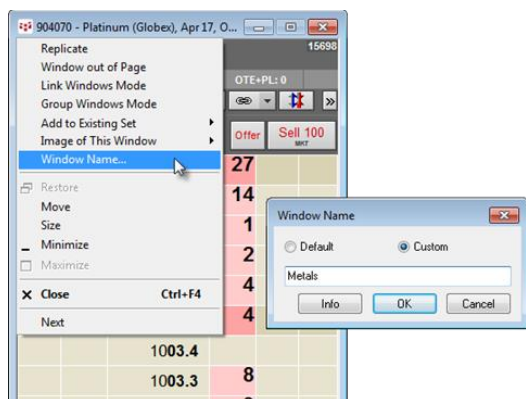 904070 - Platinum (Globex), Apr 17, O...
Replicate
Window out of Page
Link Windows Mode
Group Windows Mode
Add to Existing Set
Image of This Window
Window Name...
Restore
Move
Size
Minimize
Maximize
Close Ctrl+F4
Next
15698
OTE+PL: 0
»
Offer
Sell 100
MKT
27
14
1
2
4
4
1003.4
1003.3 8
Window Name
Default Custom
Metals
Info OK Cancel